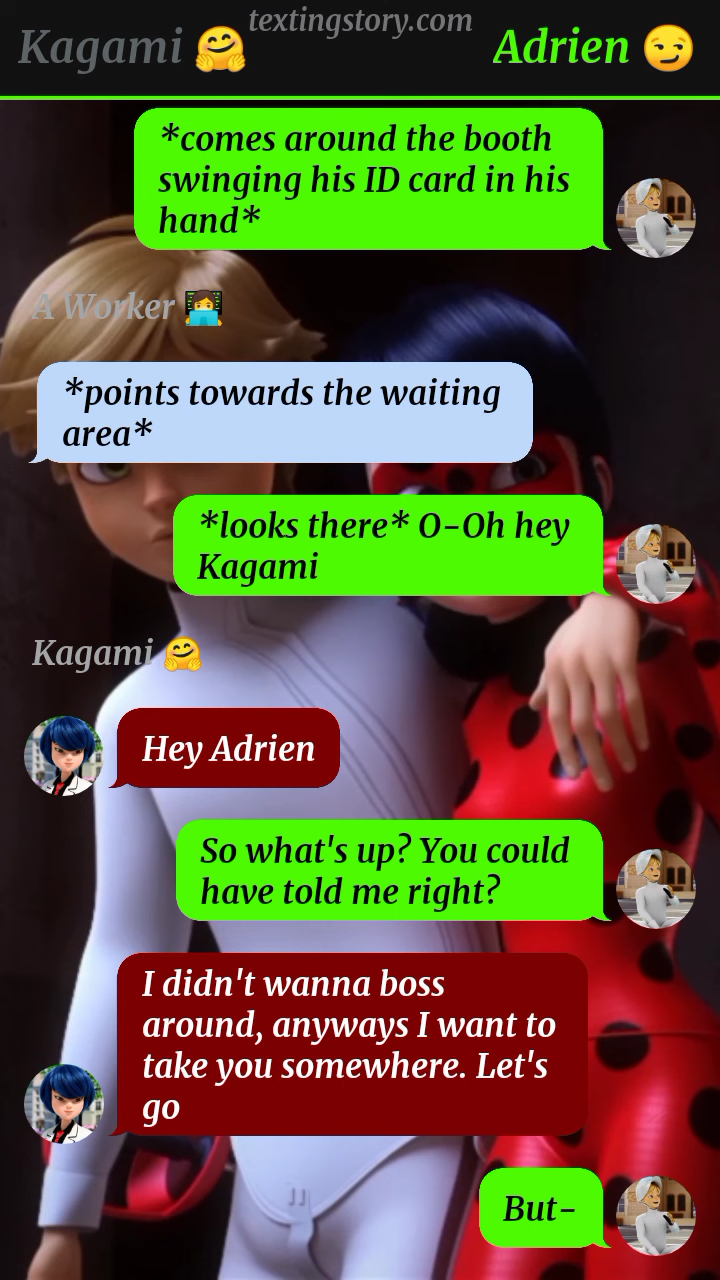 textingstory.com
Kagami 🤗
Adrien 😏
*comes around the booth
swinging his ID card in his
hand*
A Worker 👩‍💻
*points towards the waiting
area*
*looks there* O-Oh hey
Kagami
Kagami 🤗
Hey Adrien
So what's up? You could
have told me right?
I didn't wanna boss
around, anyways I want to
take you somewhere. Let's
go
But-